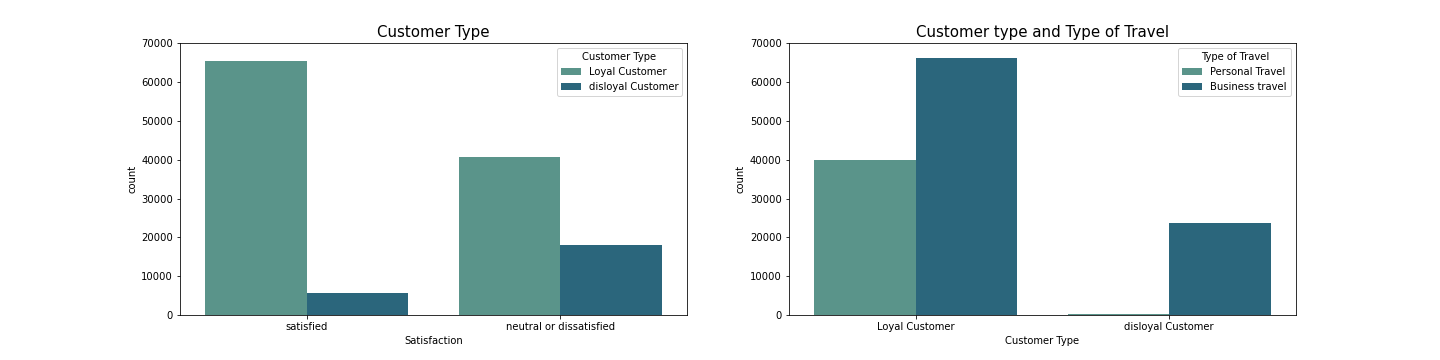 Customer Type
70000
60000
50000
40000
30000
20000
10000
0
count
Customer Type
Loyal Customer
disloyal Customer
satisfied
neutral or dissatisfied
Satisfaction
Customer type and Type of Travel
70000
60000
50000
40000
30000
20000
10000
0
count
Type of Travel
Personal Travel
Business travel
Loyal Customer
disloyal Customer
Customer Type